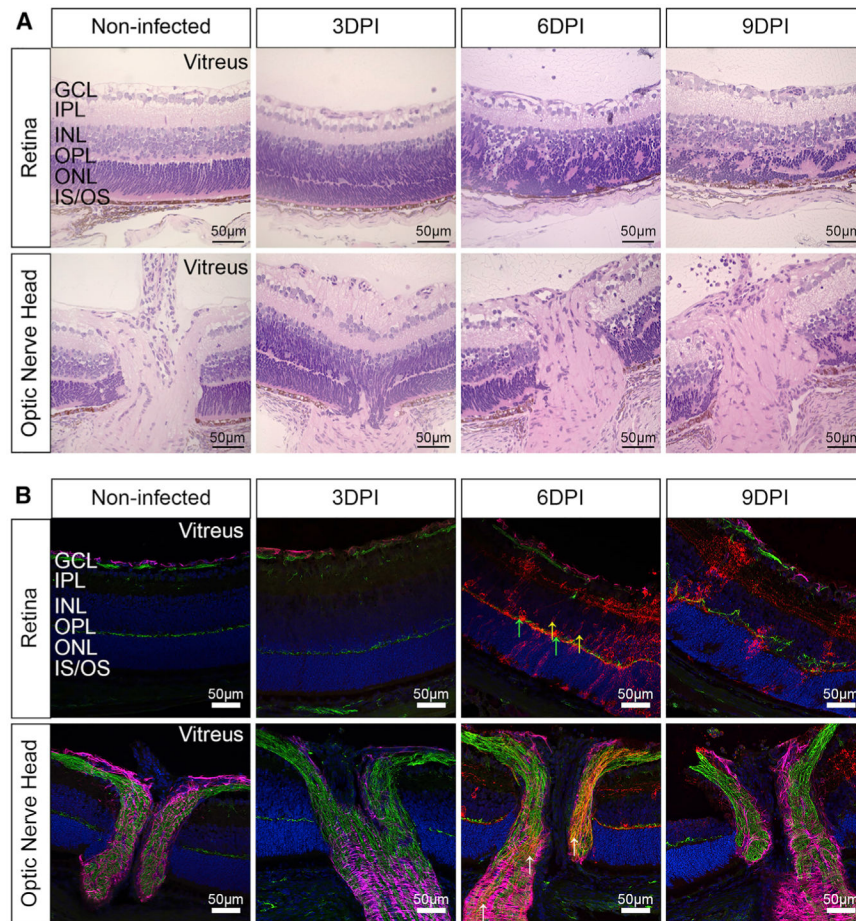 A
Non-infected 3DPI 6DPI 9DPI
Retina
Vitreus
GCL
IPL
INL
OPL
ONL
IS/OS
50µm 50µm 50µm 50µm
Optic Nerve Head
Vitreus
50µm 50µm 50µm 50µm
B
Non-infected 3DPI 6DPI 9DPI
Retina
Vitreus
GCL
IPL
INL
OPL
ONL
IS/OS
50µm 50µm 50µm 50µm
Optic Nerve Head
Vitreus
50µm 50µm 50µm 50µm